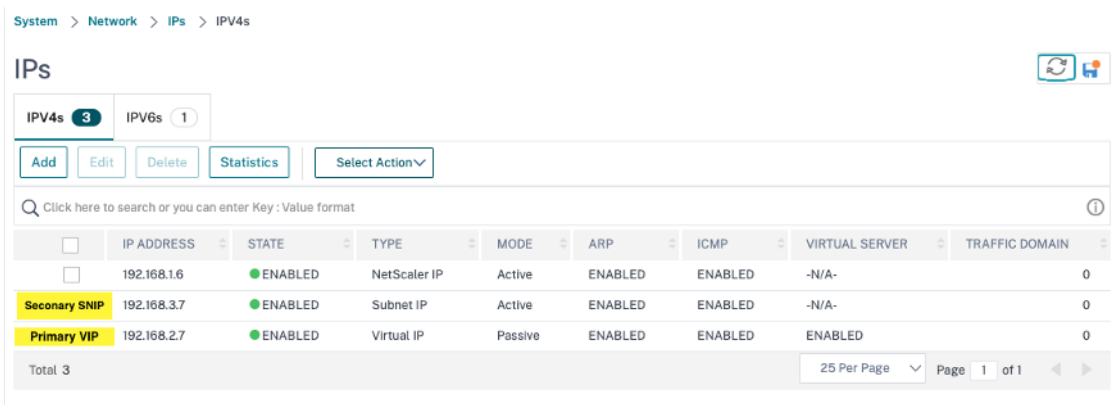 System > Network > IPs > IPV4s
IPs
IPV4s 3 IPV6s 1
Add Edit Delete Statistics Select Action
Click here to search or you can enter Key : Value format
IP ADDRESS STATE TYPE MODE ARP ICMP VIRTUAL SERVER TRAFFIC DOMAIN
192.168.1.6 ENABLED NetScaler IP Active ENABLED ENABLED -N/A- 0
Seconary SNIP 192.168.3.7 ENABLED Subnet IP Active ENABLED ENABLED -N/A- 0
Primary VIP 192.168.2.7 ENABLED Virtual IP Passive ENABLED ENABLED ENABLED 0
Total 3 25 Per Page Page 1 of 1